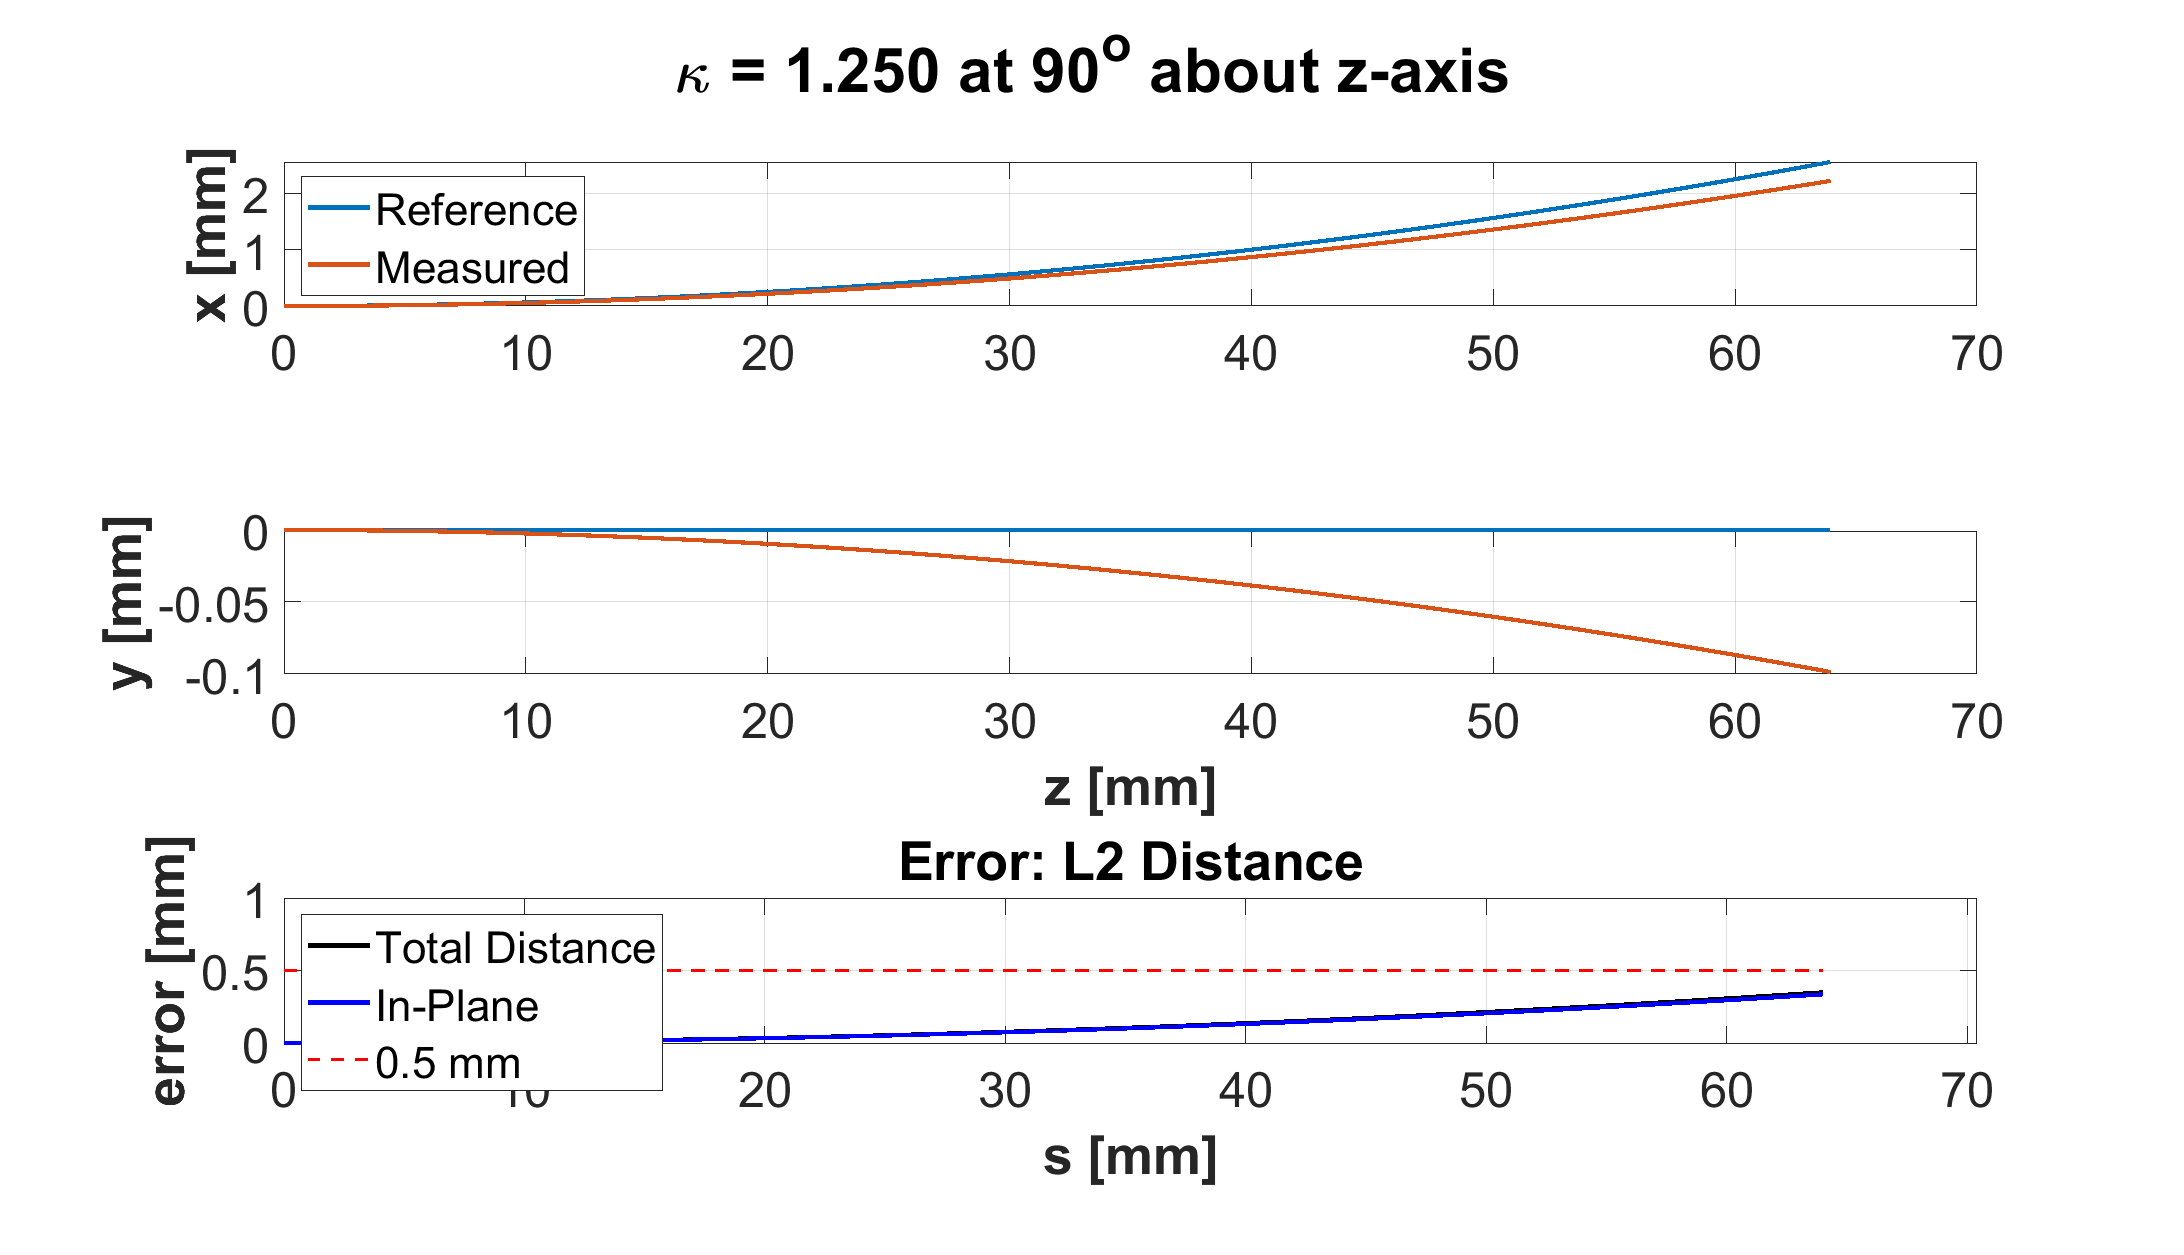 κ = 1.250 at 90° about z-axis
x [mm]
2
1
0
Reference
Measured
0 10 20 30 40 50 60 70
y [mm]
0
-0.05
-0.1
0 10 20 30 40 50 60 70
z [mm]
Error: L2 Distance
error [mm]
1
0.5
0
Total Distance
In-Plane
0.5 mm
0 10 20 30 40 50 60 70
s [mm]